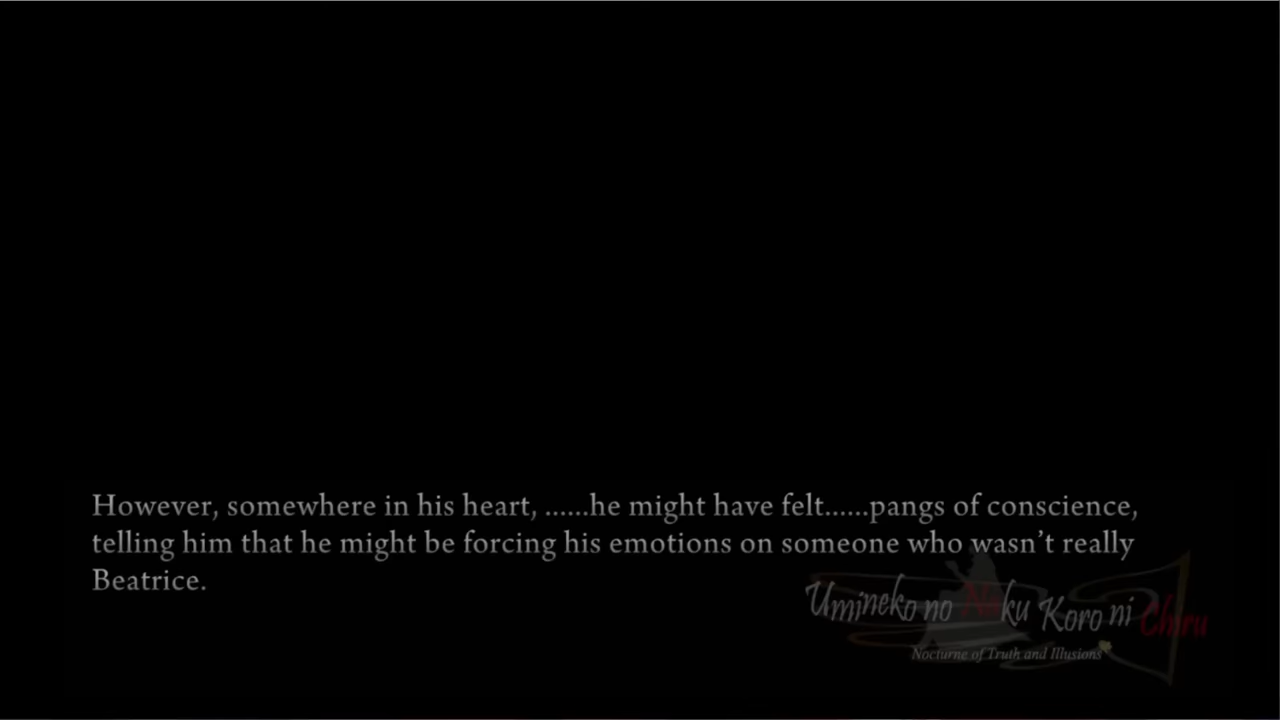 However, somewhere in his heart, ......he might have felt......pangs of conscience,
telling him that he might be forcing his emotions on someone who wasn't really
Beatrice.
Umineko no Naku Koro ni Chiru
Nocturne of Truth and Illusions